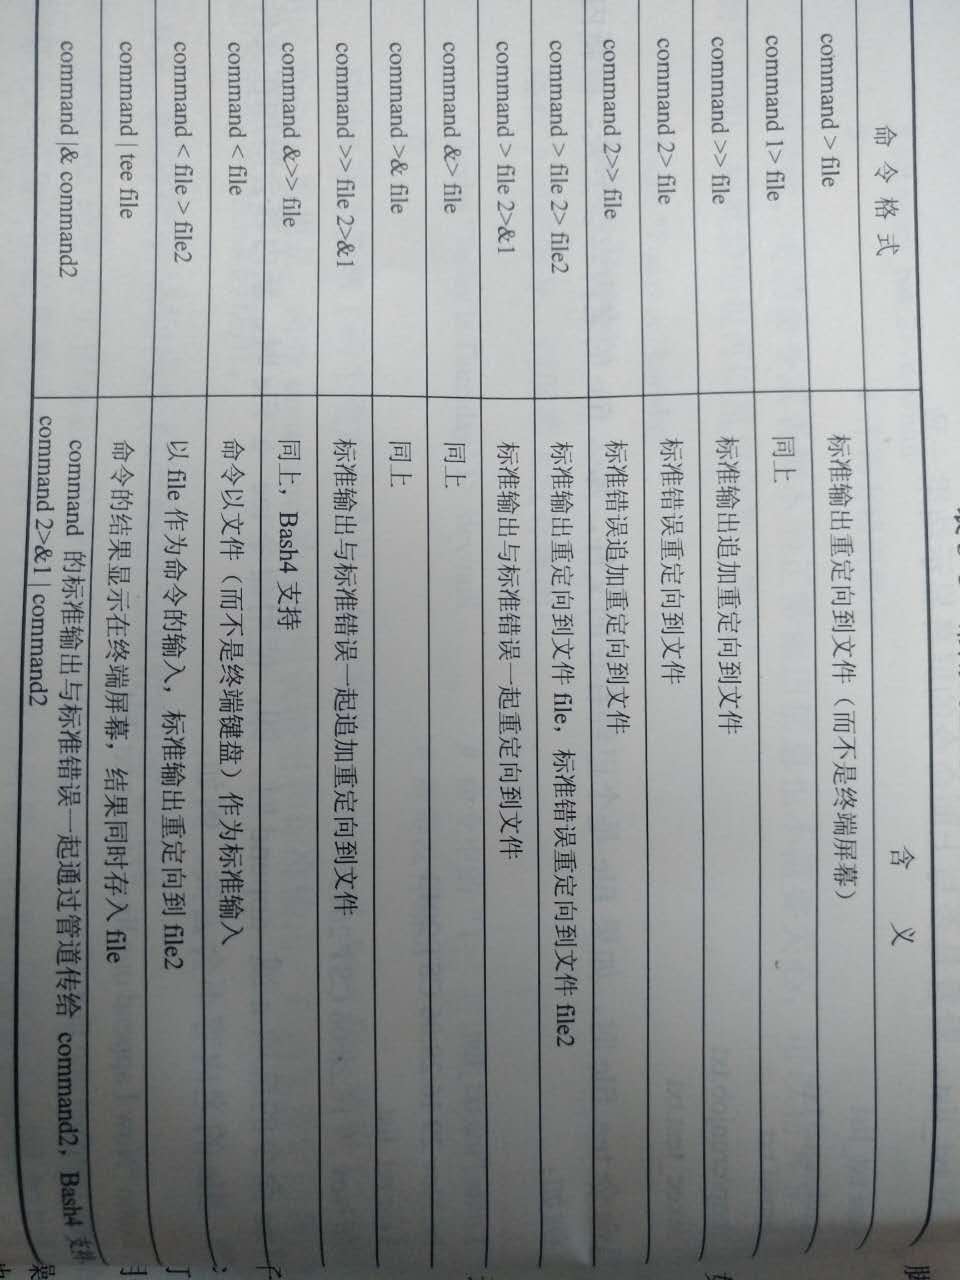 命令格式 含 义
command > file 标准输出重定向到文件（而不是终端屏幕）
command 1> file 同上
command >> file 标准输出追加重定向到文件
command 2> file 标准错误重定向到文件
command 2>> file 标准错误追加重定向到文件
command > file 2> file2 标准输出重定向到文件 file，标准错误重定向到文件 file2
command > file 2>&1 标准输出与标准错误一起重定向到文件
command &> file 同上
command >& file 同上
command >> file 2>&1 标准输出与标准错误一起追加重定向到文件
command &>> file 同上，Bash4 支持
command < file 命令以文件（而不是终端键盘）作为标准输入
command < file > file2 以 file 作为命令的输入，标准输出重定向到 file2
command | tee file 命令的结果显示在终端屏幕，结果同时存入 file
command |& command2 command 的标准输出与标准错误一起通过管道传给 command2，Bash4 支持
command 2>&1 | command2